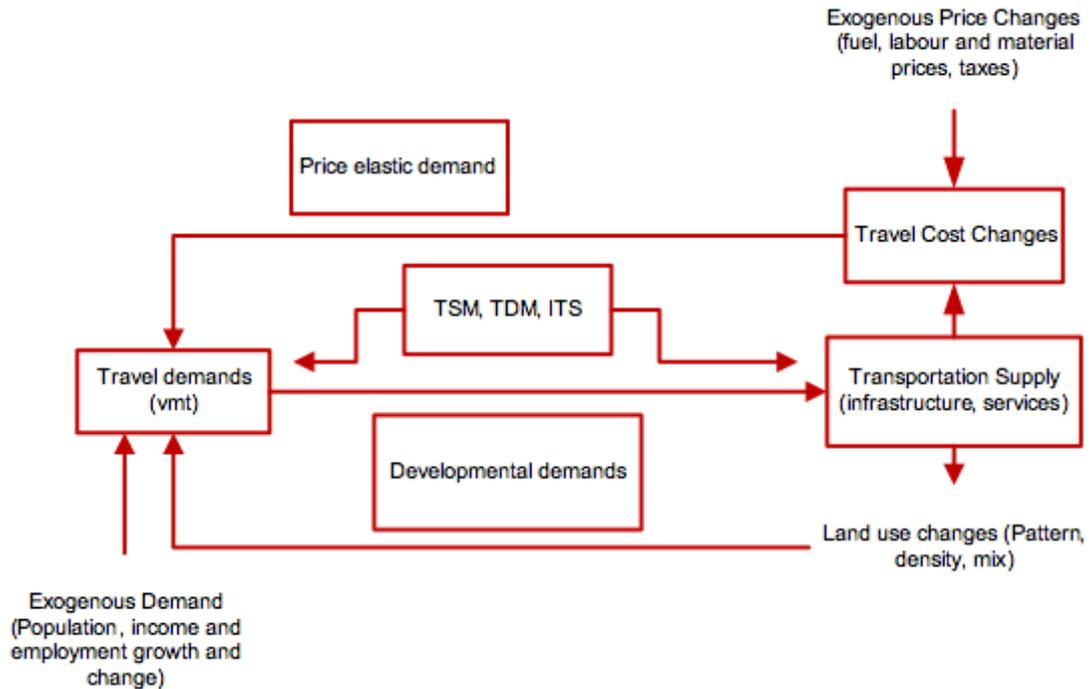 Exogenous Price Changes
(fuel, labour and material
prices, taxes)
Price elastic demand
Travel Cost Changes
TSM, TDM, ITS
Travel demands
(vmt)
Transportation Supply
(infrastructure, services)
Developmental demands
Land use changes (Pattern,
density, mix)
Exogenous Demand
(Population, income and
employment growth and
change)